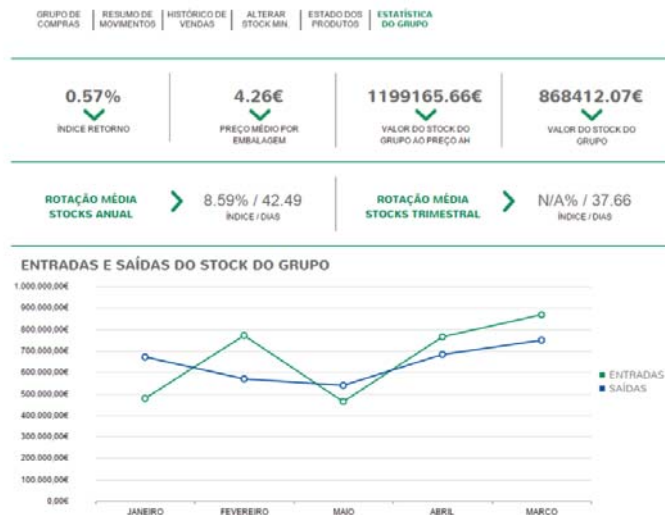 GRUPO DE COMPRAS
RESUMO DE MOVIMENTOS
HISTÓRICO DE VENDAS
ALTERAR STOCK MIN.
ESTADO DOS PRODUTOS
ESTATÍSTICA DO GRUPO
0.57%
ÍNDICE RETORNO
4.26€
PREÇO MÉDIO POR
EMBALAGEM
1199165.66€
VALOR DO STOCK DO
GRUPO AO PREÇO AH
868412.07€
VALOR DO STOCK DO
GRUPO
ROTAÇÃO MÉDIA
STOCKS ANUAL
8.59% / 42.49
ÍNDICE / DIAS
ROTAÇÃO MÉDIA
STOCKS TRIMESTRAL
N/A% / 37.66
ÍNDICE / DIAS
ENTRADAS E SAÍDAS DO STOCK DO GRUPO
1.000.000,00€
900.000,00€
800.000,00€
700.000,00€
600.000,00€
500.000,00€
400.000,00€
300.000,00€
200.000,00€
100.000,00€
0,00€
ENTRADAS
SAÍDAS
JANEIRO FEVEREIRO MAIO ABRIL MARCO